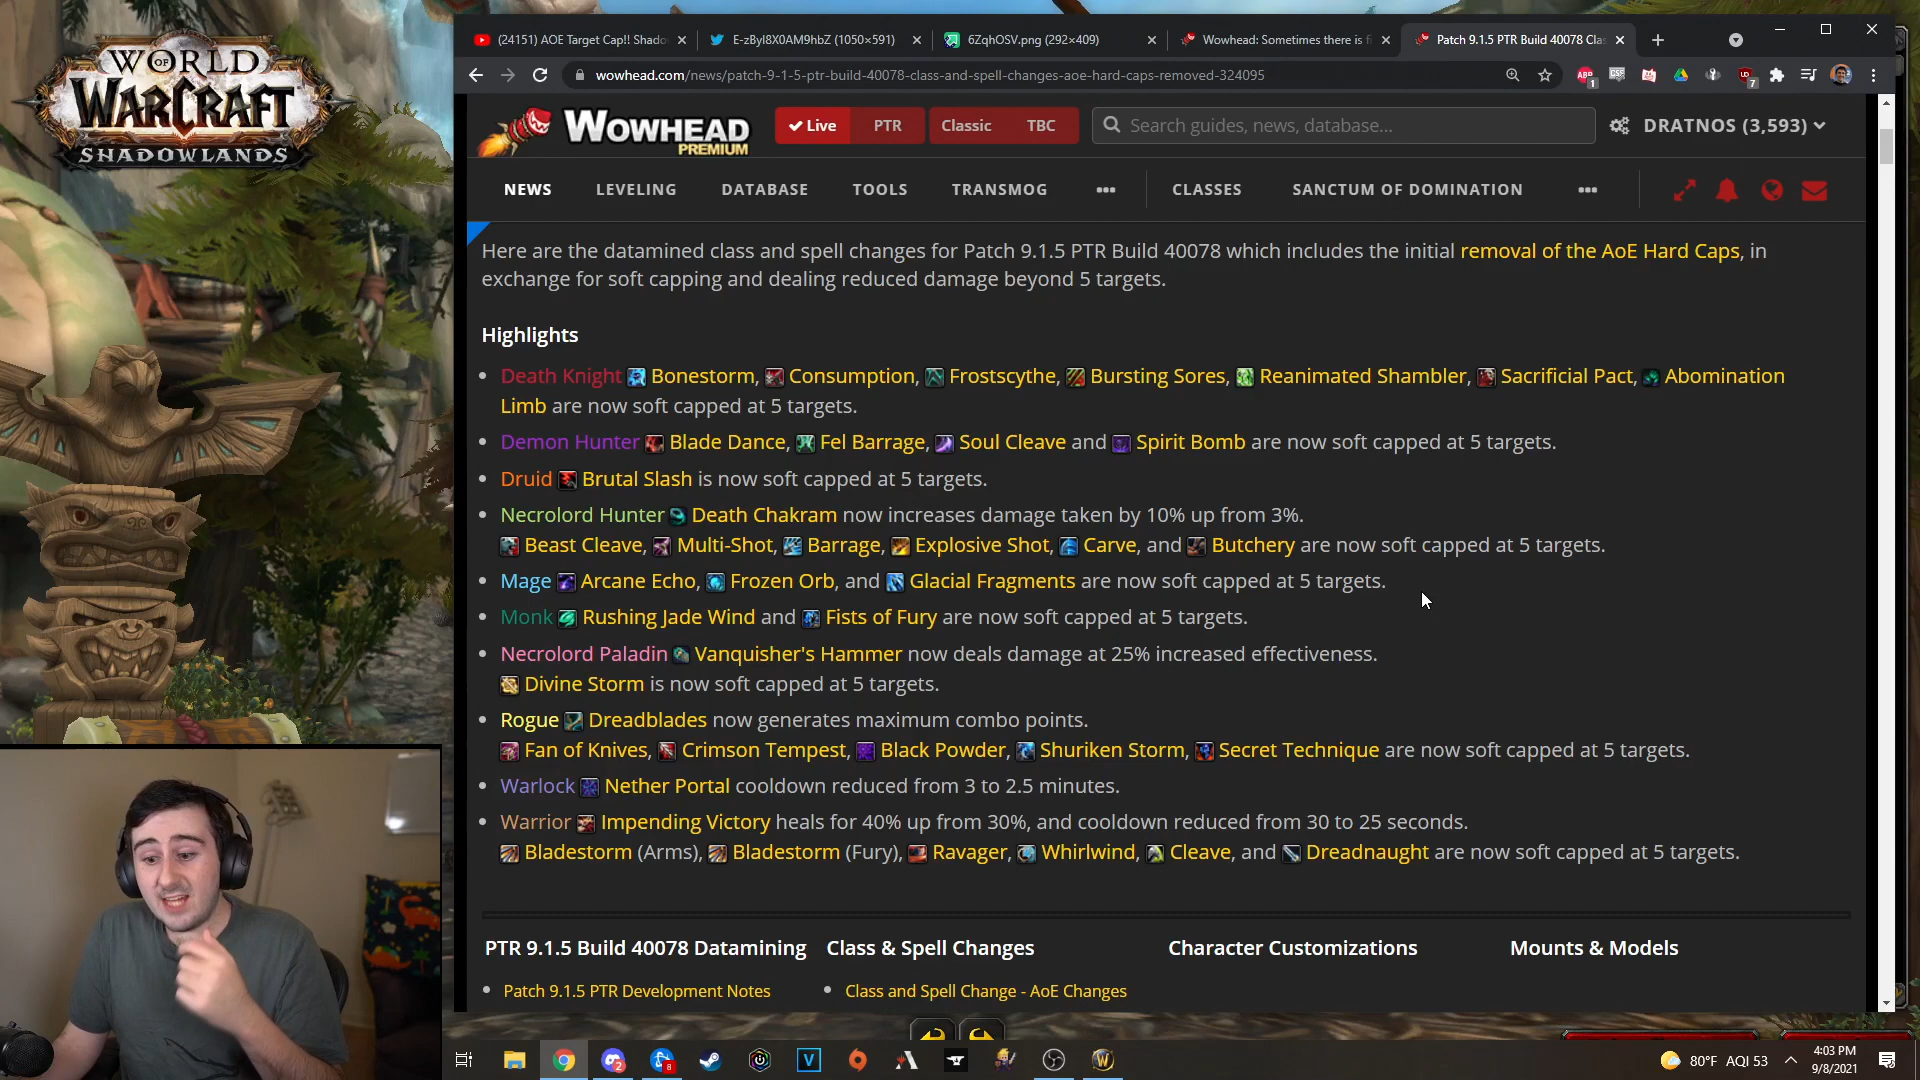 WORLD OF WARCRAFT
SHADOWLANDS
(24151) AOE Target Cap!! Shado
E-zByl8X0AM9hbZ (1050×591)
6ZqhOSV.png (292×409)
Wowhead: Sometimes there is fi
Patch 9.1.5 PTR Build 40078 Clas
wowhead.com/news/patch-9-1-5-ptr-build-40078-class-and-spell-changes-aoe-hard-caps-removed-324095
WOWHEAD PREMIUM
Live PTR Classic TBC
Search guides, news, database...
DRATNOS (3,593)
NEWS LEVELING DATABASE TOOLS TRANSMOG ••• CLASSES SANCTUM OF DOMINATION •••
Here are the datamined class and spell changes for Patch 9.1.5 PTR Build 40078 which includes the initial removal of the AoE Hard Caps, in
exchange for soft capping and dealing reduced damage beyond 5 targets.
Highlights
• Death Knight Bonestorm, Consumption, Frostscythe, Bursting Sores, Reanimated Shambler, Sacrificial Pact, Abomination
Limb are now soft capped at 5 targets.
• Demon Hunter Blade Dance, Fel Barrage, Soul Cleave and Spirit Bomb are now soft capped at 5 targets.
• Druid Brutal Slash is now soft capped at 5 targets.
• Necrolord Hunter Death Chakram now increases damage taken by 10% up from 3%.
Beast Cleave, Multi-Shot, Barrage, Explosive Shot, Carve, and Butchery are now soft capped at 5 targets.
• Mage Arcane Echo, Frozen Orb, and Glacial Fragments are now soft capped at 5 targets.
• Monk Rushing Jade Wind and Fists of Fury are now soft capped at 5 targets.
• Necrolord Paladin Vanquisher's Hammer now deals damage at 25% increased effectiveness.
Divine Storm is now soft capped at 5 targets.
• Rogue Dreadblades now generates maximum combo points.
Fan of Knives, Crimson Tempest, Black Powder, Shuriken Storm, Secret Technique are now soft capped at 5 targets.
• Warlock Nether Portal cooldown reduced from 3 to 2.5 minutes.
• Warrior Impending Victory heals for 40% up from 30%, and cooldown reduced from 30 to 25 seconds.
Bladestorm (Arms), Bladestorm (Fury), Ravager, Whirlwind, Cleave, and Dreadnaught are now soft capped at 5 targets.
PTR 9.1.5 Build 40078 Datamining Class & Spell Changes Character Customizations Mounts & Models
• Patch 9.1.5 PTR Development Notes • Class and Spell Change - AoE Changes
80°F AQI 53
4:03 PM
9/8/2021